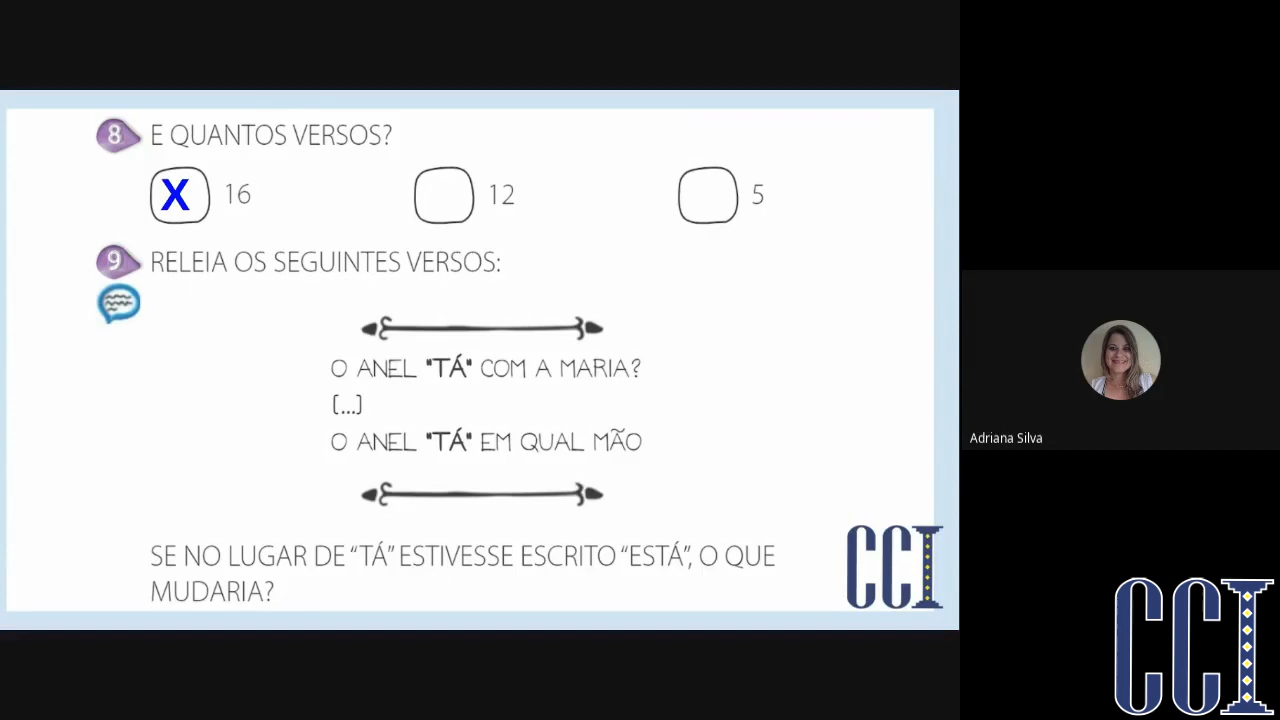 8 E QUANTOS VERSOS?
X 16 12 5
9 RELEIA OS SEGUINTES VERSOS:
O ANEL "TÁ" COM A MARIA?
(...)
O ANEL "TÁ" EM QUAL MÃO
SE NO LUGAR DE “TÁ” ESTIVESSE ESCRITO “ESTÁ”, O QUE
MUDARIA?
CCI
Adriana Silva
CCI